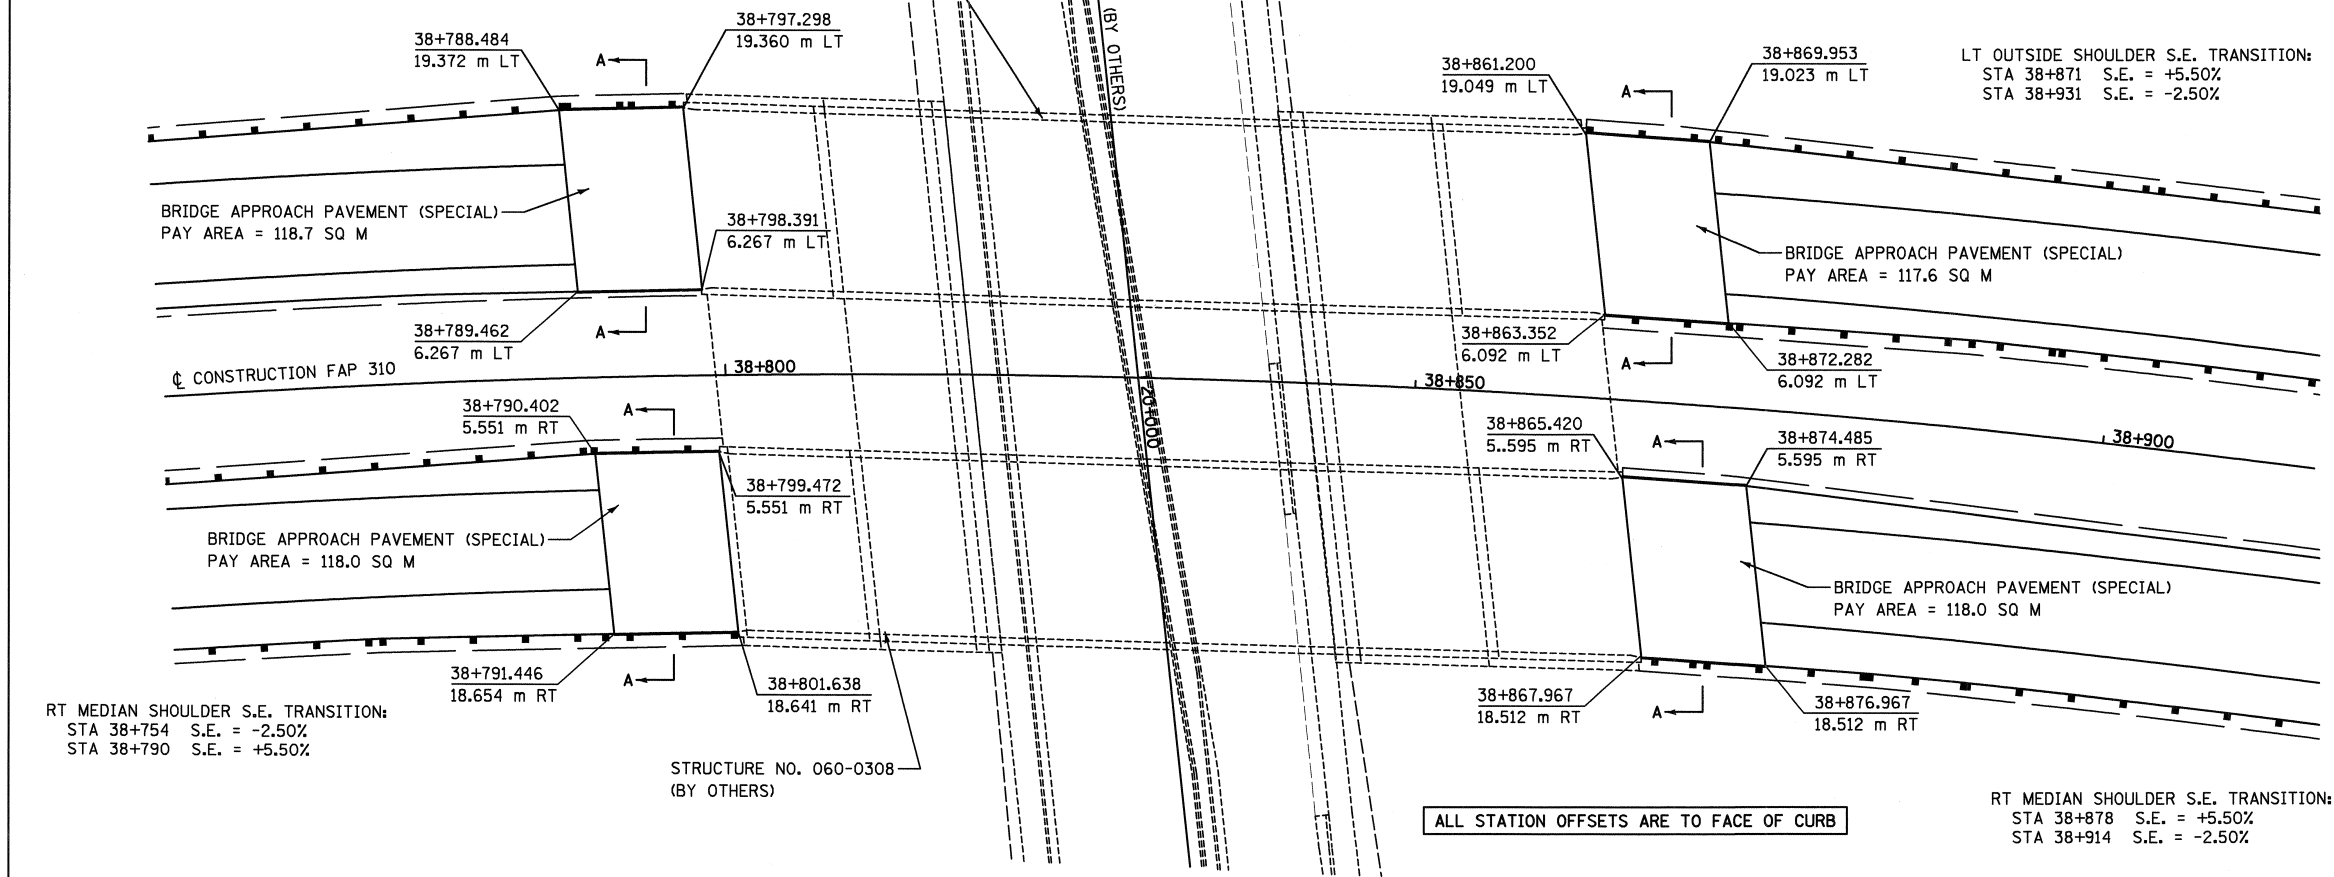 38+797.298
19.360 m LT
38+788.484
19.372 m LT
A
(BY OTHERS)
38+861.200
19.049 m LT
A
38+869.953
19.023 m LT
LT OUTSIDE SHOULDER S.E. TRANSITION:
STA 38+871 S.E. = +5.50%
STA 38+931 S.E. = -2.50%
BRIDGE APPROACH PAVEMENT (SPECIAL)
PAY AREA = 118.7 SQ M
38+798.391
6.267 m LT
BRIDGE APPROACH PAVEMENT (SPECIAL)
PAY AREA = 117.6 SQ M
38+789.462
6.267 m LT
A
38+863.352
6.092 m LT
A
38+872.282
6.092 m LT
℄ CONSTRUCTION FAP 310
38+800
38+850
20+000
38+900
38+790.402
5.551 m RT
A
38+865.420
5..595 m RT
A
38+874.485
5.595 m RT
38+799.472
5.551 m RT
BRIDGE APPROACH PAVEMENT (SPECIAL)
PAY AREA = 118.0 SQ M
BRIDGE APPROACH PAVEMENT (SPECIAL)
PAY AREA = 118.0 SQ M
38+791.446
18.654 m RT
A
38+801.638
18.641 m RT
38+867.967
18.512 m RT
A
38+876.967
18.512 m RT
RT MEDIAN SHOULDER S.E. TRANSITION:
STA 38+754 S.E. = -2.50%
STA 38+790 S.E. = +5.50%
STRUCTURE NO. 060-0308
(BY OTHERS)
ALL STATION OFFSETS ARE TO FACE OF CURB
RT MEDIAN SHOULDER S.E. TRANSITION:
STA 38+878 S.E. = +5.50%
STA 38+914 S.E. = -2.50%